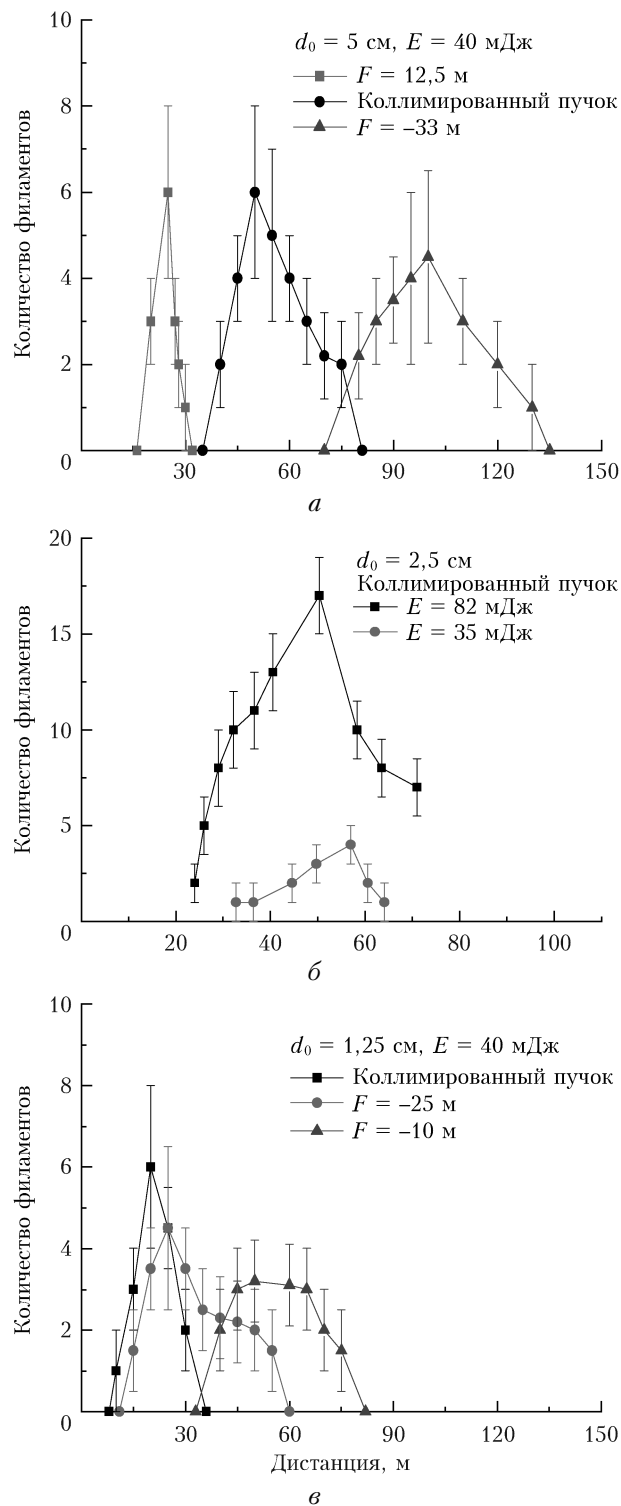 10
8
6
4
2
0
Количество филаментов
d₀ = 5 см, E = 40 мДж
F = 12,5 м
Коллимированный пучок
F = –33 м
30 60 90 120 150
а
20
15
10
5
0
Количество филаментов
d₀ = 2,5 см
Коллимированный пучок
E = 82 мДж
E = 35 мДж
20 40 60 80 100
б
10
8
6
4
2
0
Количество филаментов
d₀ = 1,25 см, E = 40 мДж
Коллимированный пучок
F = –25 м
F = –10 м
30 60 90 120 150
Дистанция, м
в